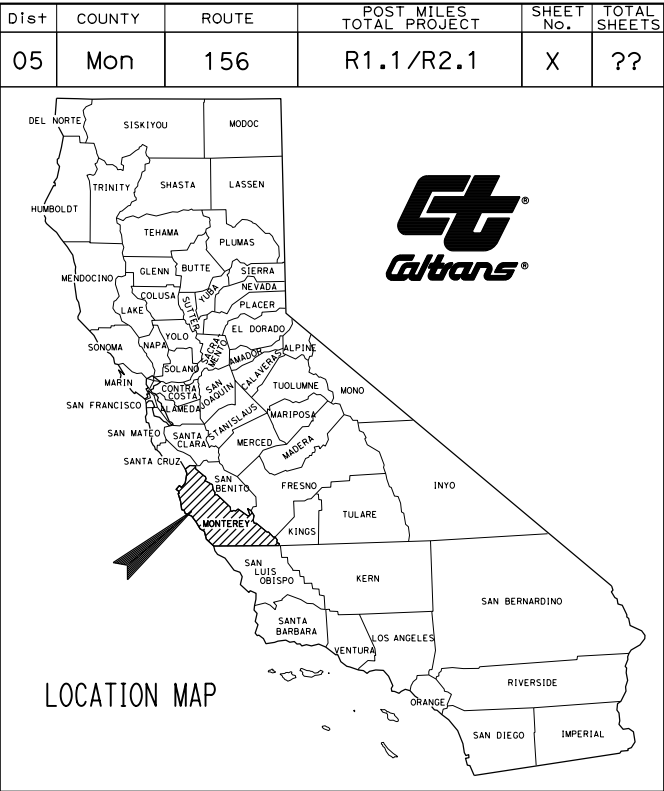 Dist COUNTY ROUTE POST MILES TOTAL PROJECT SHEET No. TOTAL SHEETS
05 Mon 156 R1.1/R2.1 X ??
DEL NORTE SISKIYOU MODOC
TRINITY SHASTA LASSEN
HUMBOLDT
TEHAMA
PLUMAS
MENDOCINO GLENN BUTTE SIERRA
COLUSA YUBA NEVADA
LAKE SUTTER PLACER
SONOMA NAPA YOLO SACRA MENTO EL DORADO
SOLANO AMADOR ALPINE
MARIN CONTRA COSTA SAN JOAQUIN CALAVERAS TUOLUMNE MONO
SAN FRANCISCO ALAMEDA STANISLAUS MARIPOSA
SAN MATEO SANTA CLARA MERCED MADERA
SANTA CRUZ
SAN BENITO FRESNO INYO
MONTEREY KINGS TULARE
SAN LUIS OBISPO KERN
SAN BERNARDINO
SANTA BARBARA VENTURA LOS ANGELES
RIVERSIDE
ORANGE
SAN DIEGO IMPERIAL
Ct®
Caltrans®
LOCATION MAP